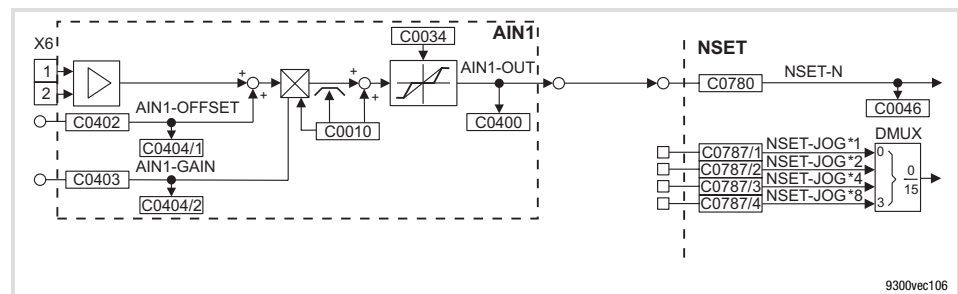 X6
1
2
AIN1
C0034
AIN1-OUT
C0400
AIN1-OFFSET
C0402
C0404/1
C0010
AIN1-GAIN
C0403
C0404/2
+
+
+
+
NSET
C0780
NSET-N
C0046
DMUX
C0787/1 NSET-JOG*1
C0787/2 NSET-JOG*2
C0787/3 NSET-JOG*4
C0787/4 NSET-JOG*8
0
3
0
15
9300vec106